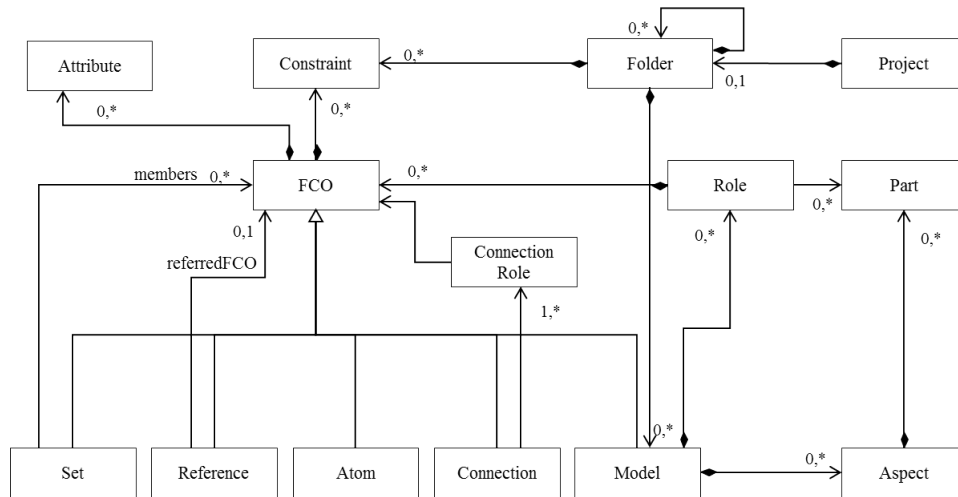 0,*
Attribute
Constraint
0,*
Folder
0,1
Project
0,*
0,*
members
0,*
FCO
0,*
Role
0,*
Part
0,1
referredFCO
Connection
Role
0,*
0,*
1,*
0,*
0,*
Set
Reference
Atom
Connection
Model
Aspect